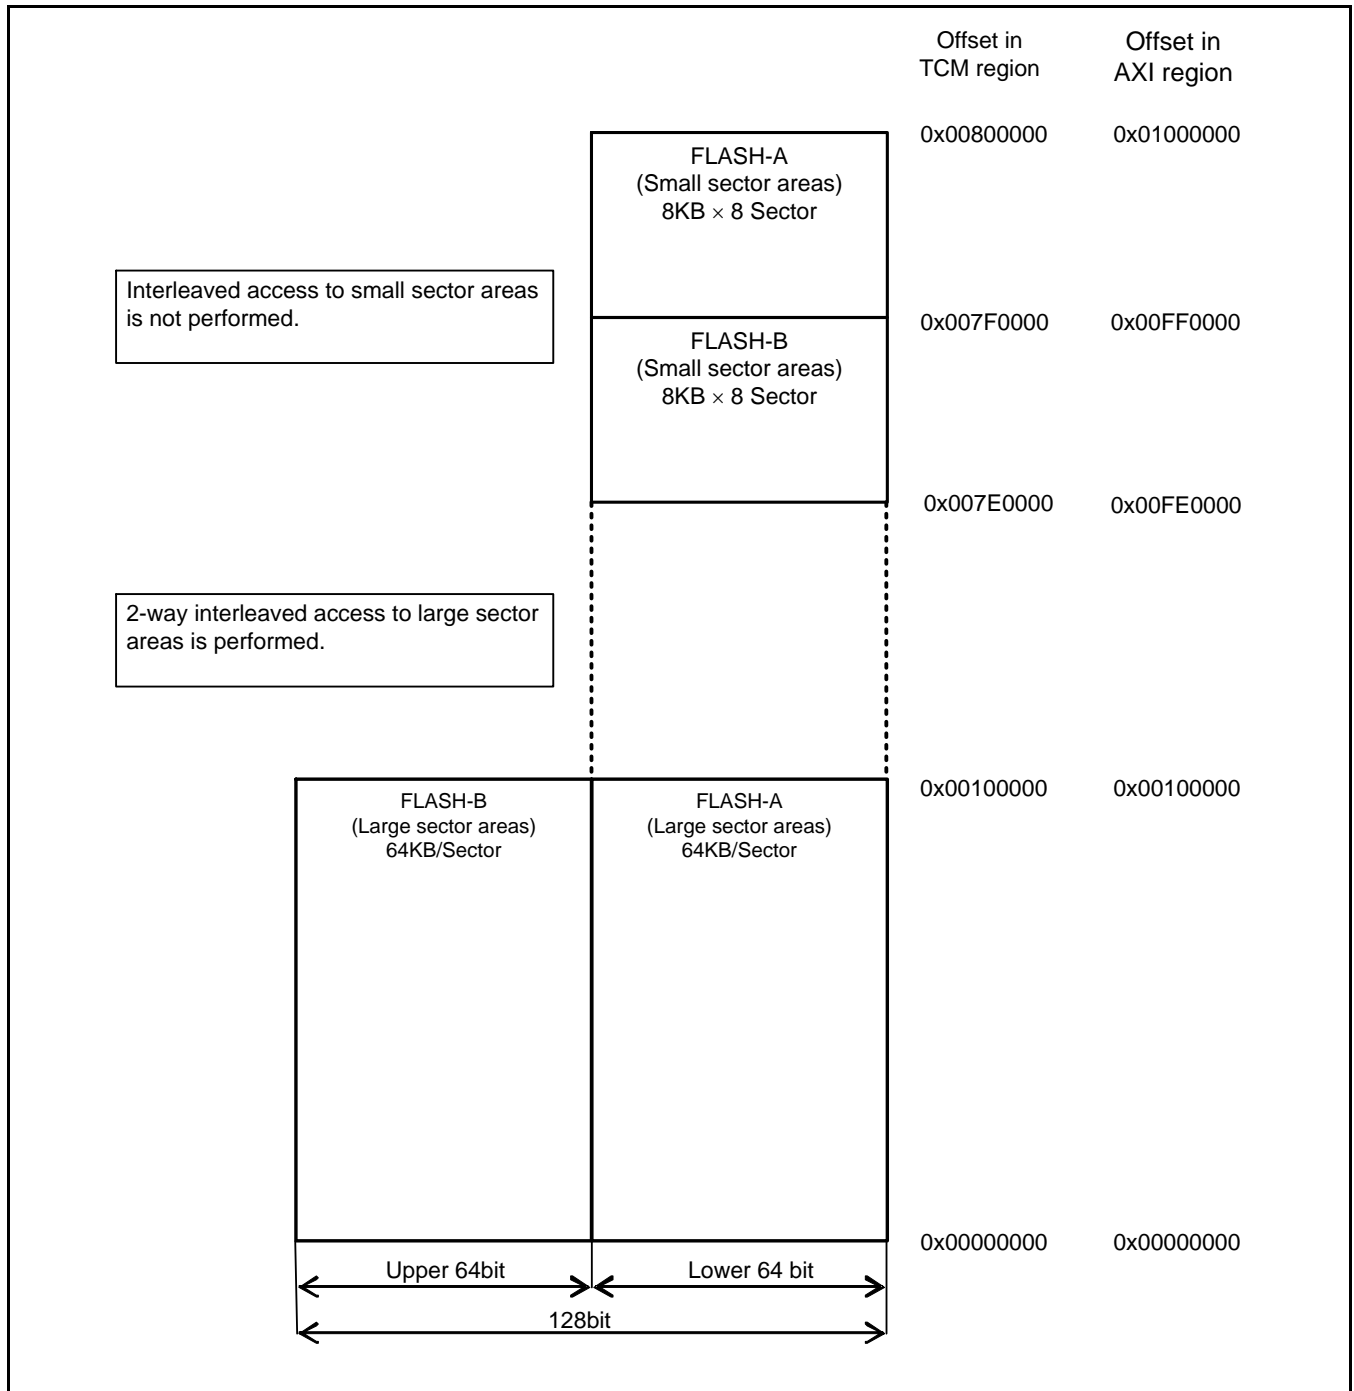 Offset in
TCM region
Offset in
AXI region
0x00800000
0x01000000
FLASH-A
(Small sector areas)
8KB × 8 Sector
Interleaved access to small sector areas
is not performed.
0x007F0000
0x00FF0000
FLASH-B
(Small sector areas)
8KB × 8 Sector
0x007E0000
0x00FE0000
2-way interleaved access to large sector
areas is performed.
0x00100000
0x00100000
FLASH-B
(Large sector areas)
64KB/Sector
FLASH-A
(Large sector areas)
64KB/Sector
0x00000000
0x00000000
Upper 64bit
Lower 64 bit
128bit